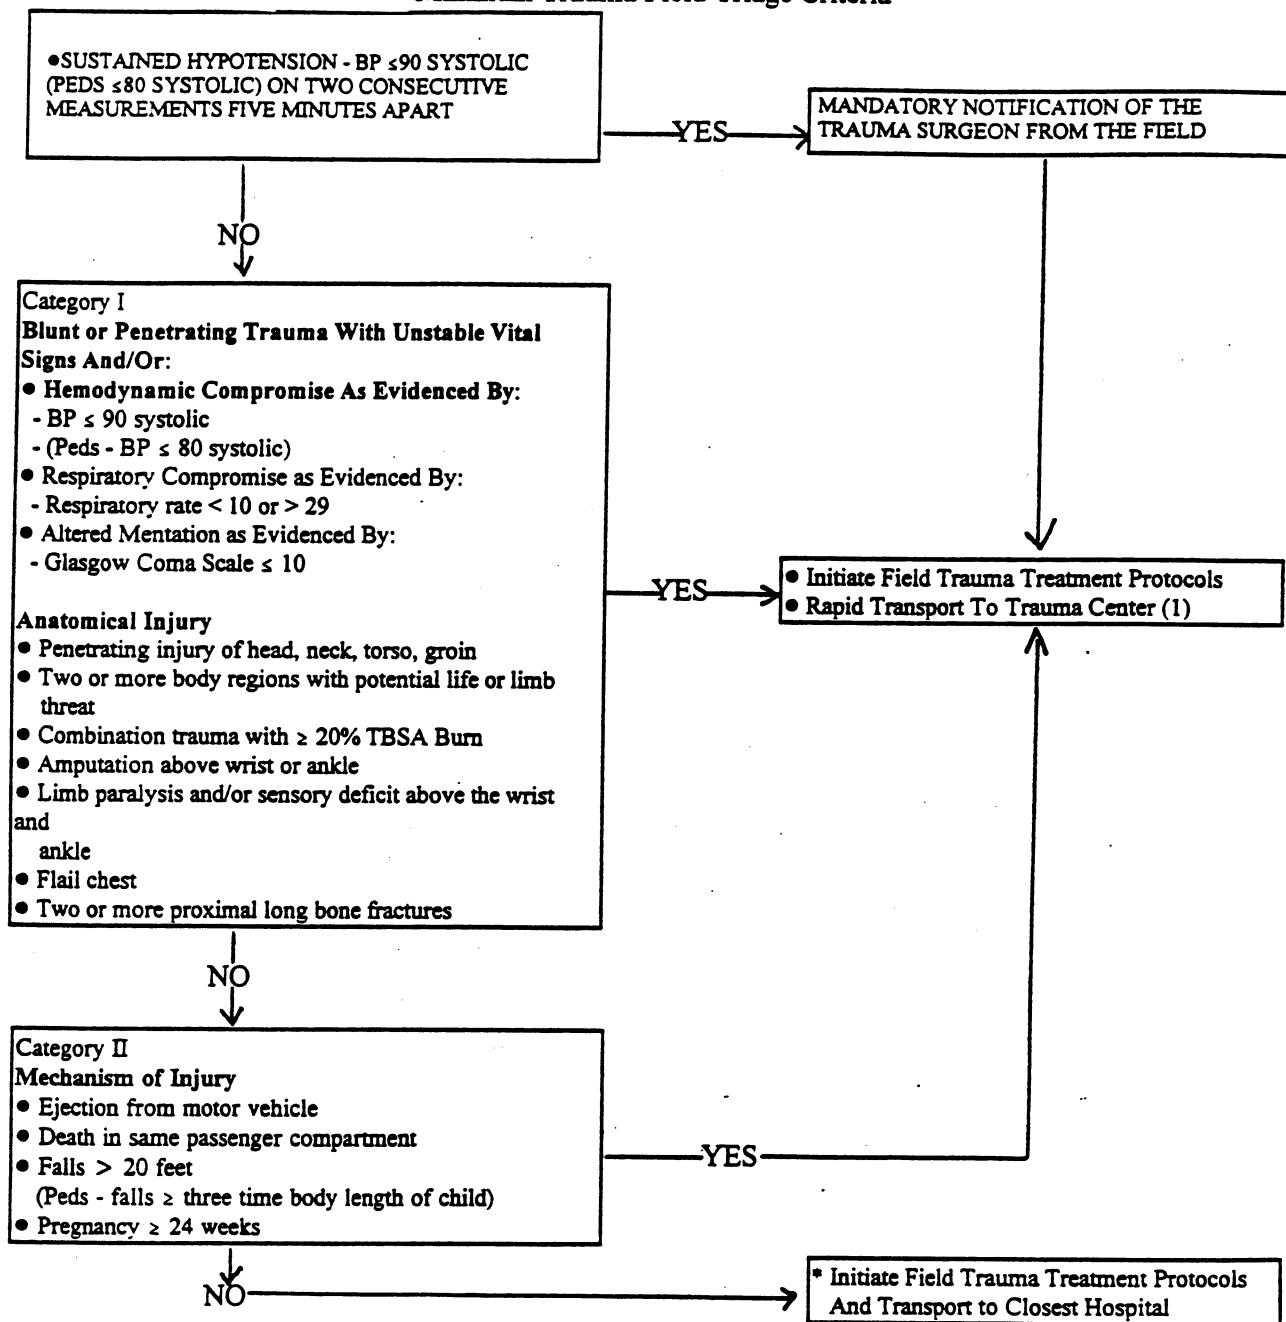 Minimum Trauma Field Triage Criteria
●SUSTAINED HYPOTENSION - BP ≤90 SYSTOLIC
(PEDS ≤80 SYSTOLIC) ON TWO CONSECUTIVE
MEASUREMENTS FIVE MINUTES APART
YES
MANDATORY NOTIFICATION OF THE
TRAUMA SURGEON FROM THE FIELD
NO
Category I
Blunt or Penetrating Trauma With Unstable Vital
Signs And/Or:
● Hemodynamic Compromise As Evidenced By:
- BP ≤ 90 systolic
- (Peds - BP ≤ 80 systolic)
● Respiratory Compromise as Evidenced By:
- Respiratory rate < 10 or > 29
● Altered Mentation as Evidenced By:
- Glasgow Coma Scale ≤ 10
Anatomical Injury
● Penetrating injury of head, neck, torso, groin
● Two or more body regions with potential life or limb
threat
● Combination trauma with ≥ 20% TBSA Burn
● Amputation above wrist or ankle
● Limb paralysis and/or sensory deficit above the wrist
and
ankle
● Flail chest
● Two or more proximal long bone fractures
YES
● Initiate Field Trauma Treatment Protocols
● Rapid Transport To Trauma Center (1)
NO
Category II
Mechanism of Injury
● Ejection from motor vehicle
● Death in same passenger compartment
● Falls > 20 feet
(Peds - falls ≥ three time body length of child)
● Pregnancy ≥ 24 weeks
YES
NO
* Initiate Field Trauma Treatment Protocols
And Transport to Closest Hospital